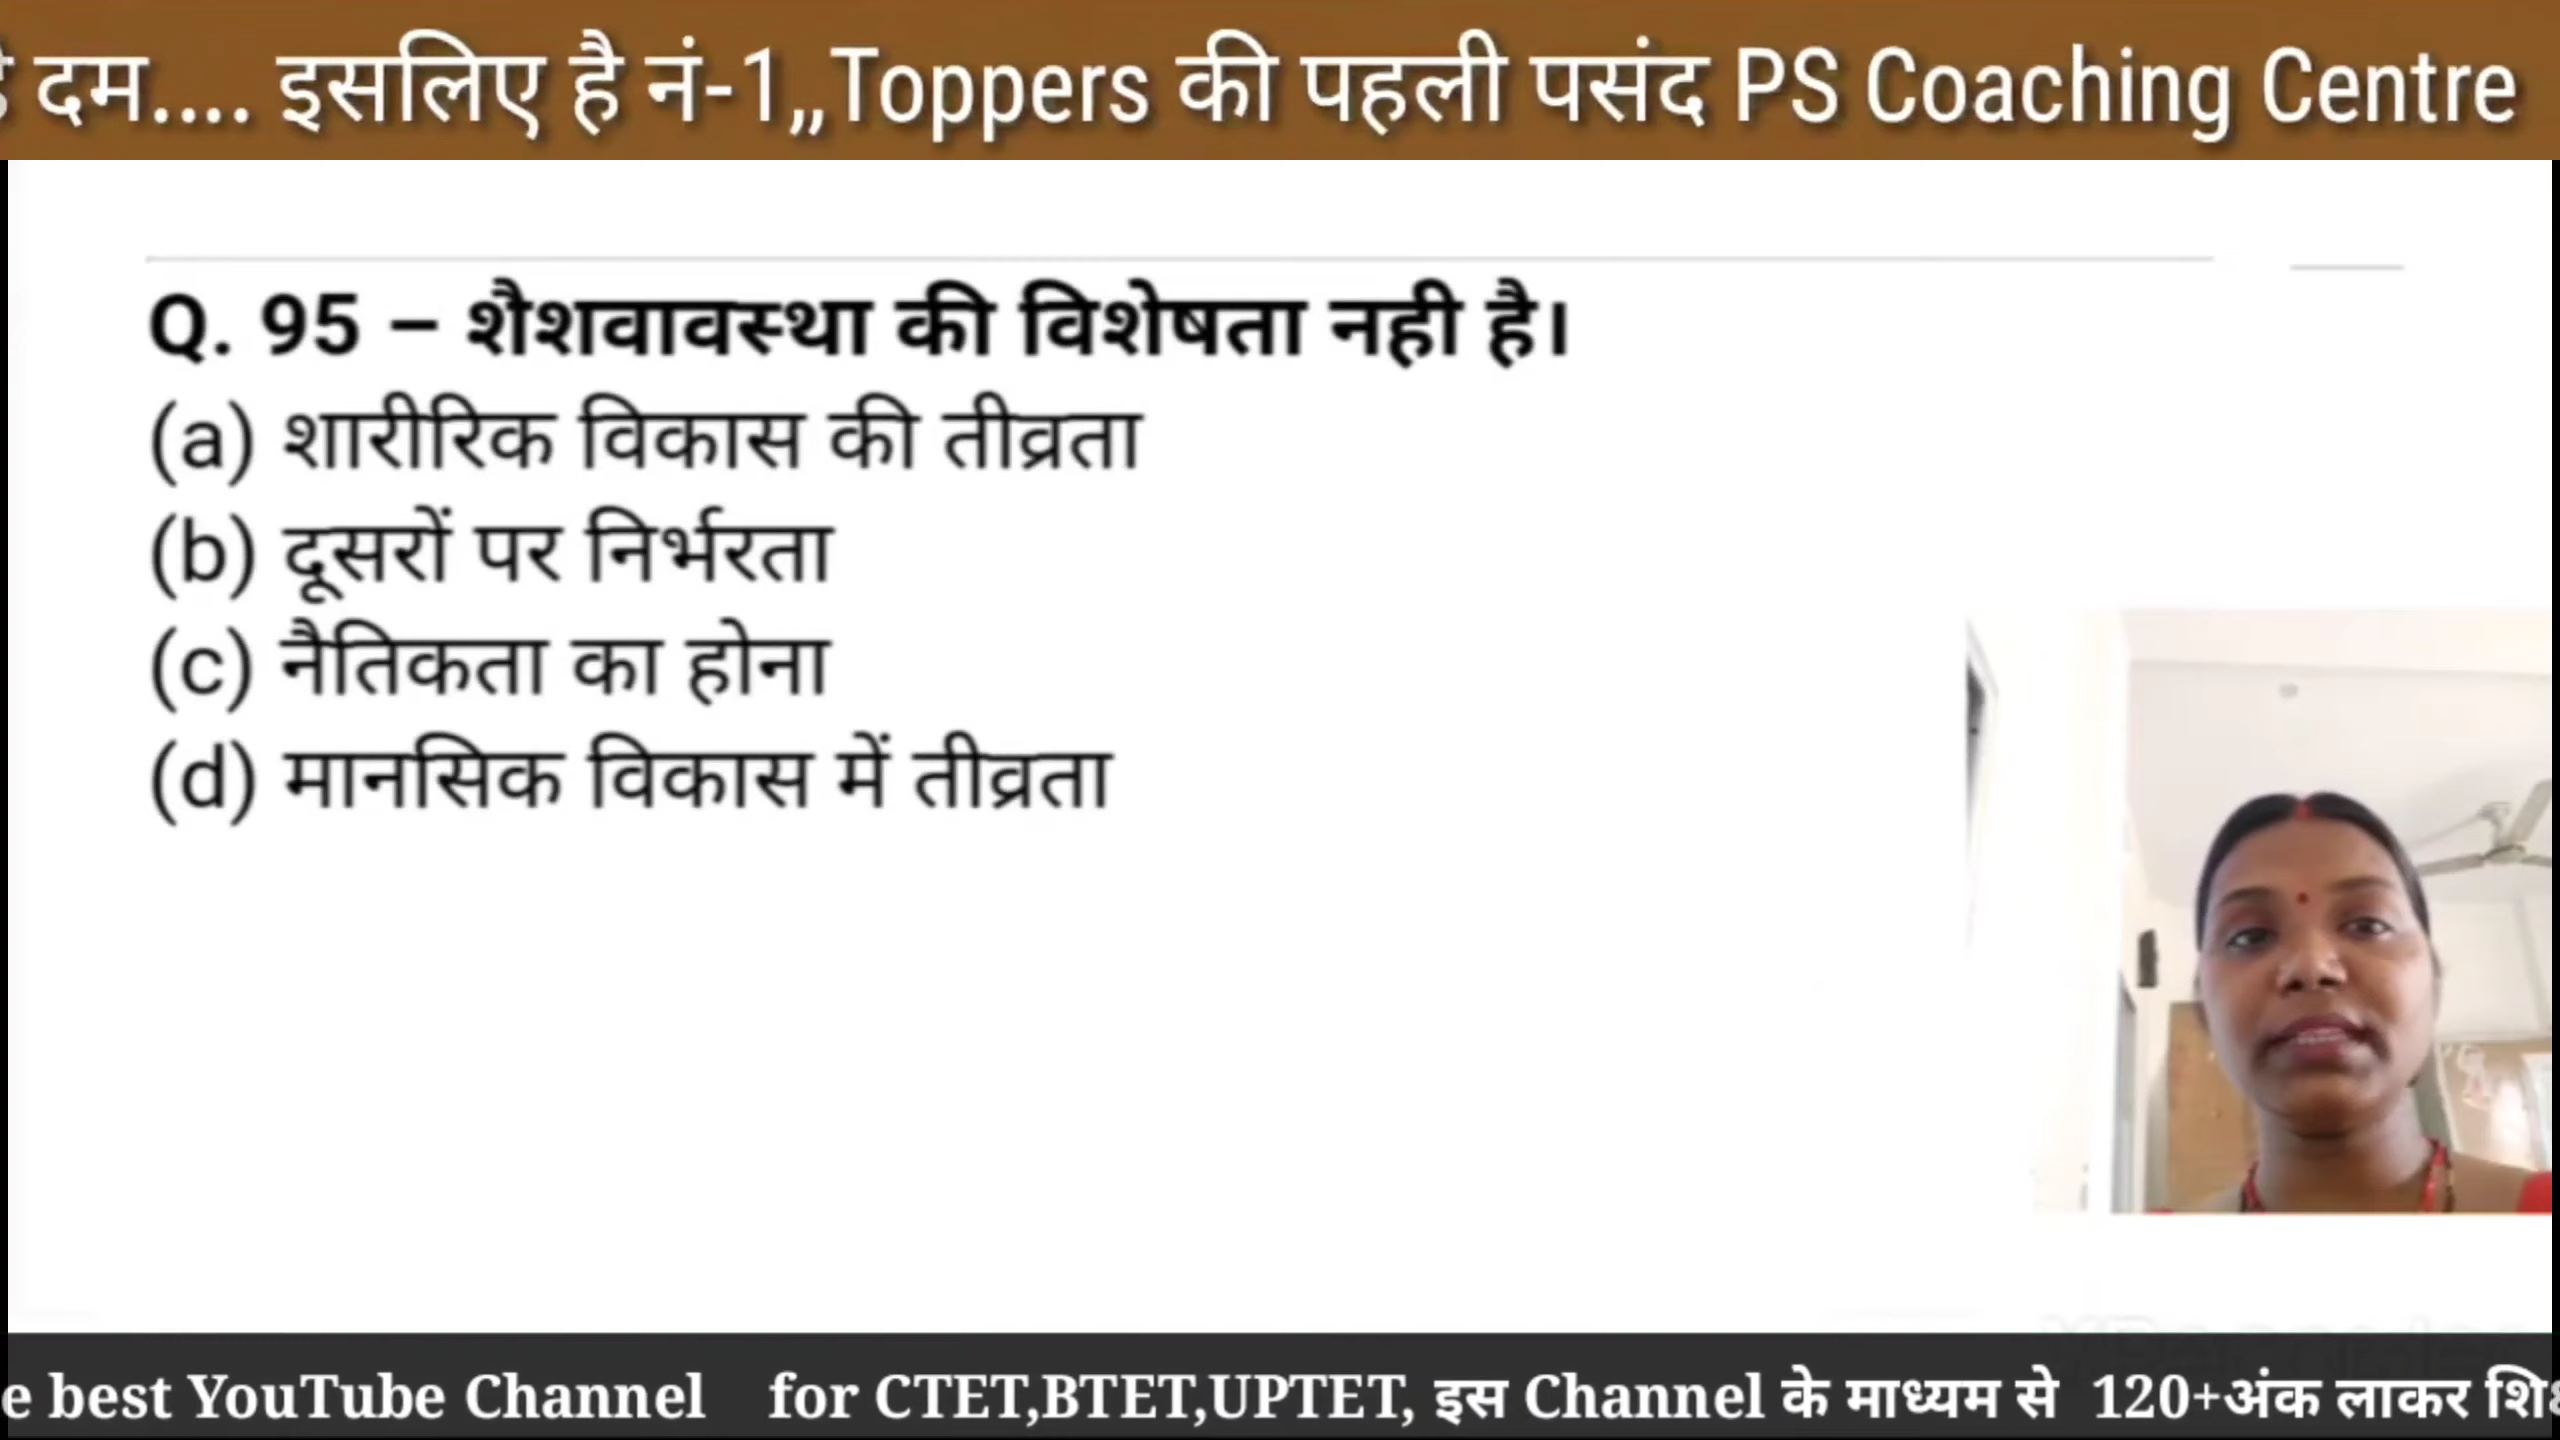 दम.... इसलिए है नं-1,,Toppers की पहली पसंद PS Coaching Centre
Q. 95 – शैशवावस्था की विशेषता नही है।
(a) शारीरिक विकास की तीव्रता
(b) दूसरों पर निर्भरता
(c) नैतिकता का होना
(d) मानसिक विकास में तीव्रता
e best YouTube Channel for CTET,BTET,UPTET, इस Channel के माध्यम से 120+अंक लाकर